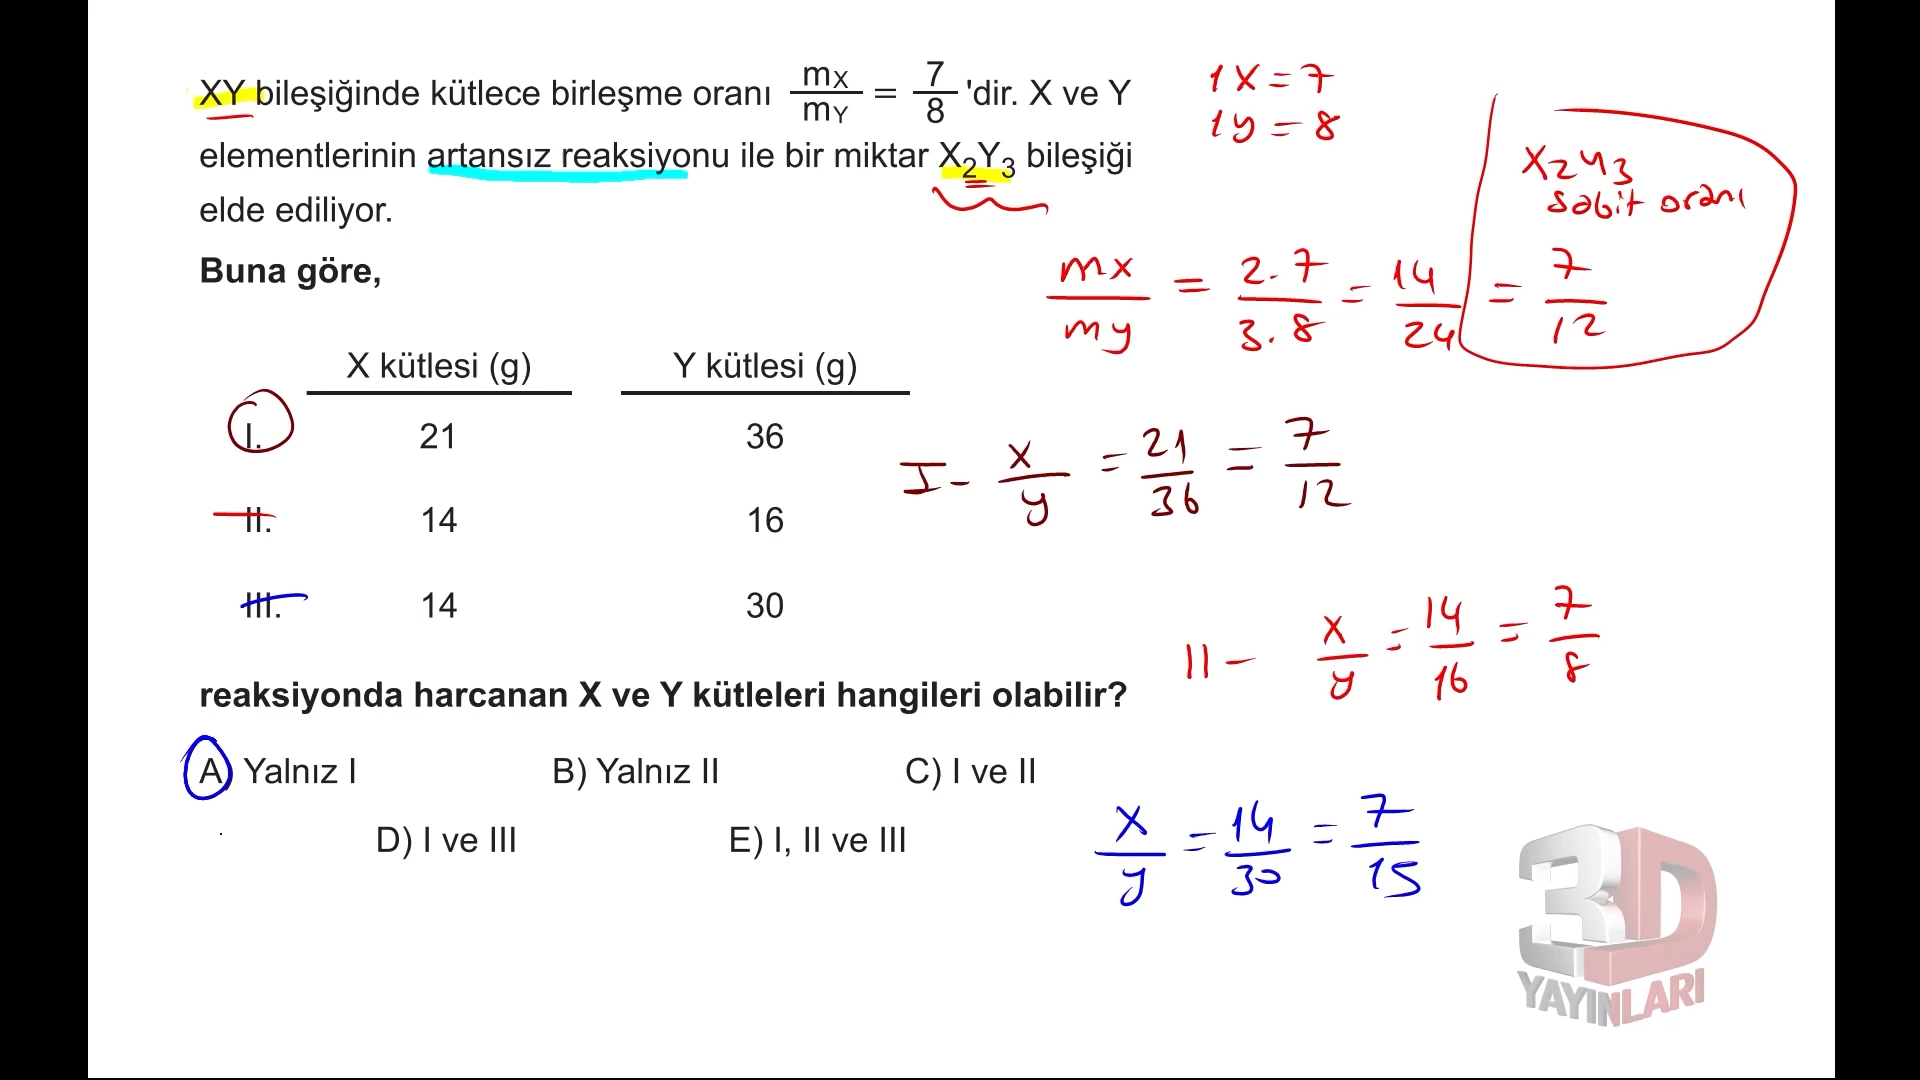 XY bileşiğinde kütlece birleşme oranı mX/mY = 7/8 'dir. X ve Y
elementlerinin artansız reaksiyonu ile bir miktar X₂Y₃ bileşiği
elde ediliyor.
Buna göre,
X kütlesi (g) Y kütlesi (g)
I. 21 36
II. 14 16
III. 14 30
reaksiyonda harcanan X ve Y kütleleri hangileri olabilir?
A) Yalnız I B) Yalnız II C) I ve II
D) I ve III E) I, II ve III
1X = 7
1y = 8
X2Y3
sabit oranı
mx/my = 2.7/3.8 = 14/24 = 7/12
I- x/y = 21/36 = 7/12
II- x/y = 14/16 = 7/8
x/y = 14/30 = 7/15
3D
YAYINLARI